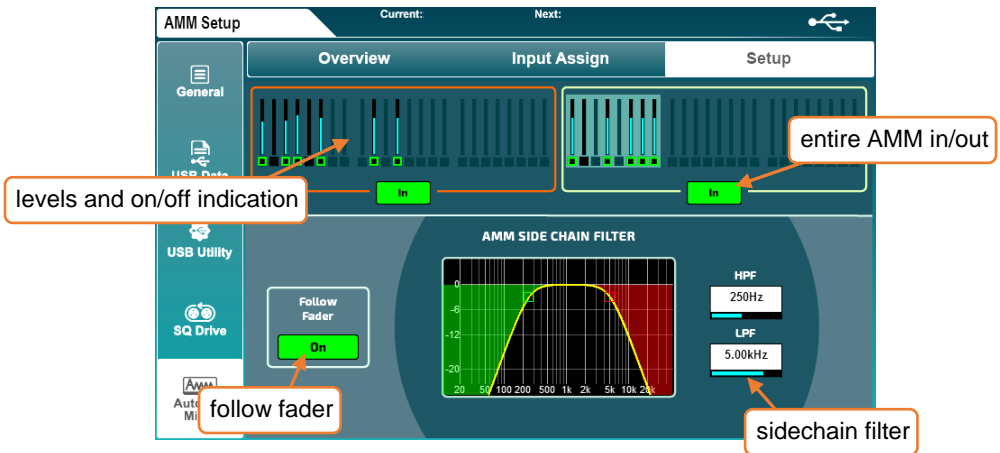 AMM Setup
Current:
Next:
Overview
Input Assign
Setup
General
entire AMM in/out
USB Data
levels and on/off indication
In
In
USB Utility
AMM SIDE CHAIN FILTER
HPF
250Hz
LPF
5.00kHz
Follow
Fader
On
SQ Drive
0
-6
-12
-20
20 50 100 200 500 1k 2k 5k 10k 20k
follow fader
sidechain filter